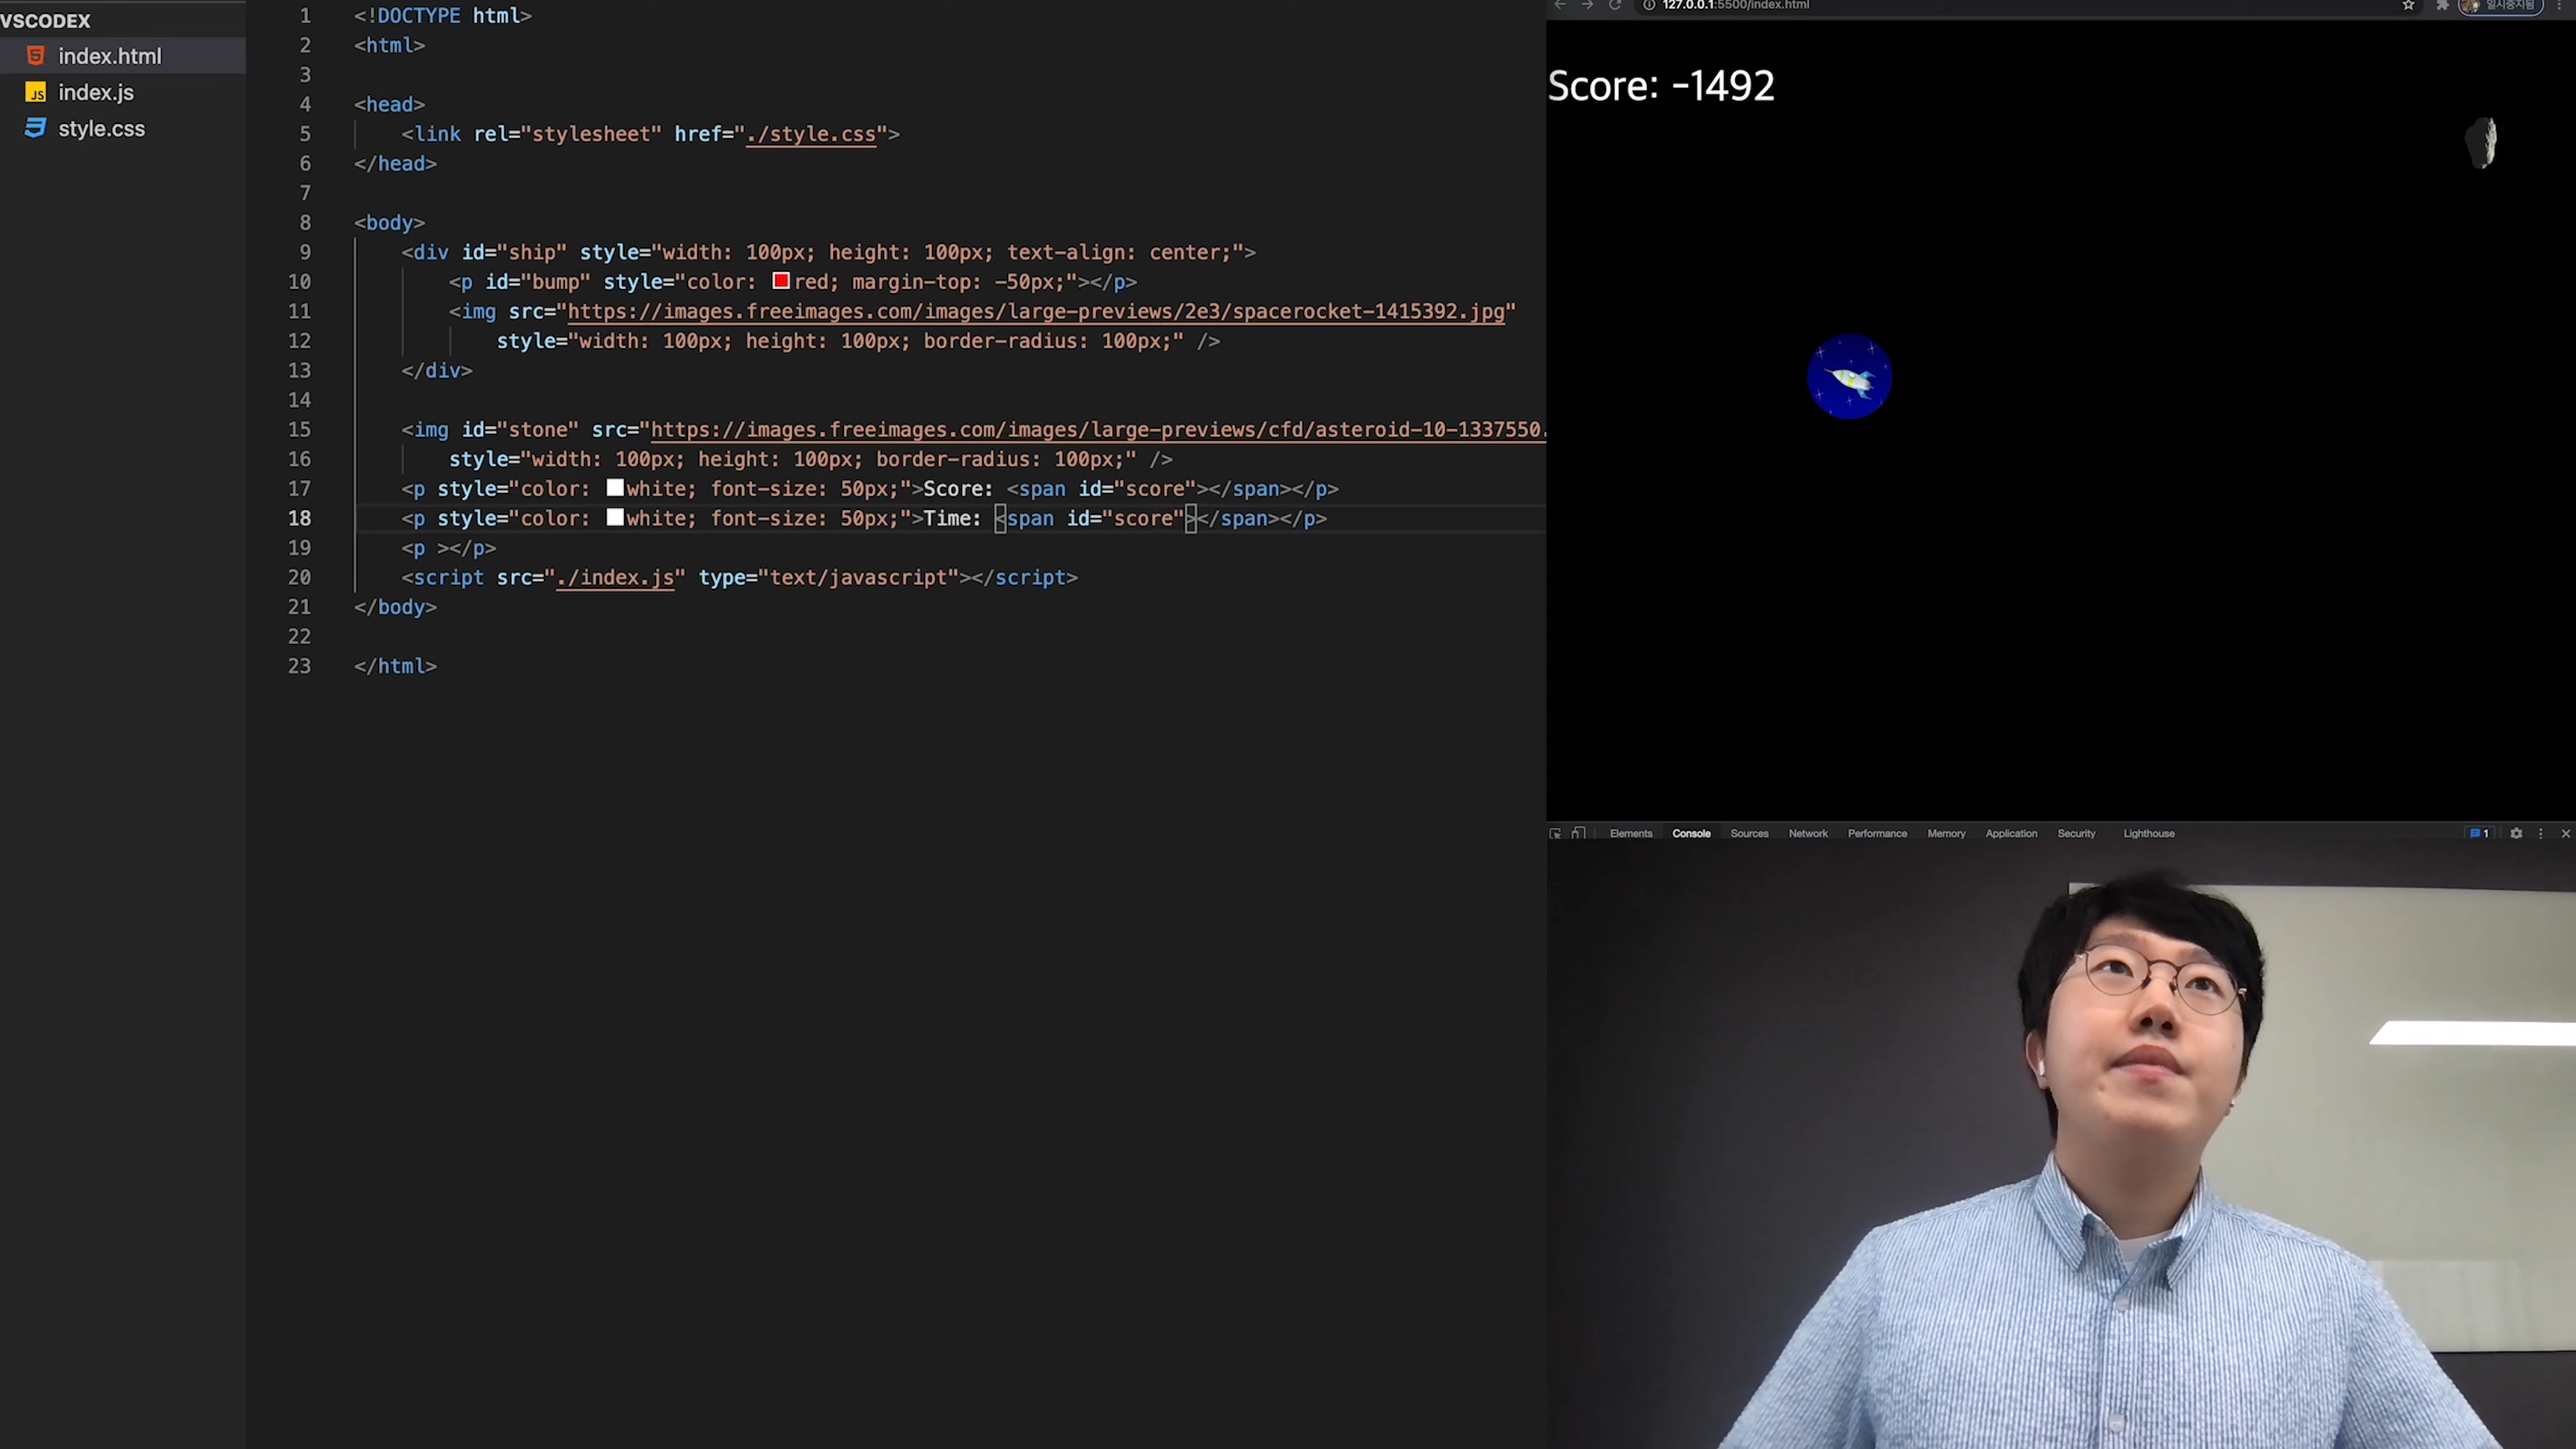 VSCODEX
index.html
JS index.js
style.css
1 <!DOCTYPE html>
2 <html>
3
4 <head>
5 <link rel="stylesheet" href="./style.css">
6 </head>
7
8 <body>
9 <div id="ship" style="width: 100px; height: 100px; text-align: center;">
10 <p id="bump" style="color: red; margin-top: -50px;"></p>
11 <img src="https://images.freeimages.com/images/large-previews/2e3/spacerocket-1415392.jpg"
12 style="width: 100px; height: 100px; border-radius: 100px;" />
13 </div>
14
15 <img id="stone" src="https://images.freeimages.com/images/large-previews/cfd/asteroid-10-1337550.
16 style="width: 100px; height: 100px; border-radius: 100px;" />
17 <p style="color: white; font-size: 50px;">Score: <span id="score"></span></p>
18 <p style="color: white; font-size: 50px;">Time: <span id="score"></span></p>
19 <p ></p>
20 <script src="./index.js" type="text/javascript"></script>
21 </body>
22
23 </html>
127.0.0.1:5500/index.html
일시중지됨
Score: -1492
Elements Console Sources Network Performance Memory Application Security Lighthouse 1